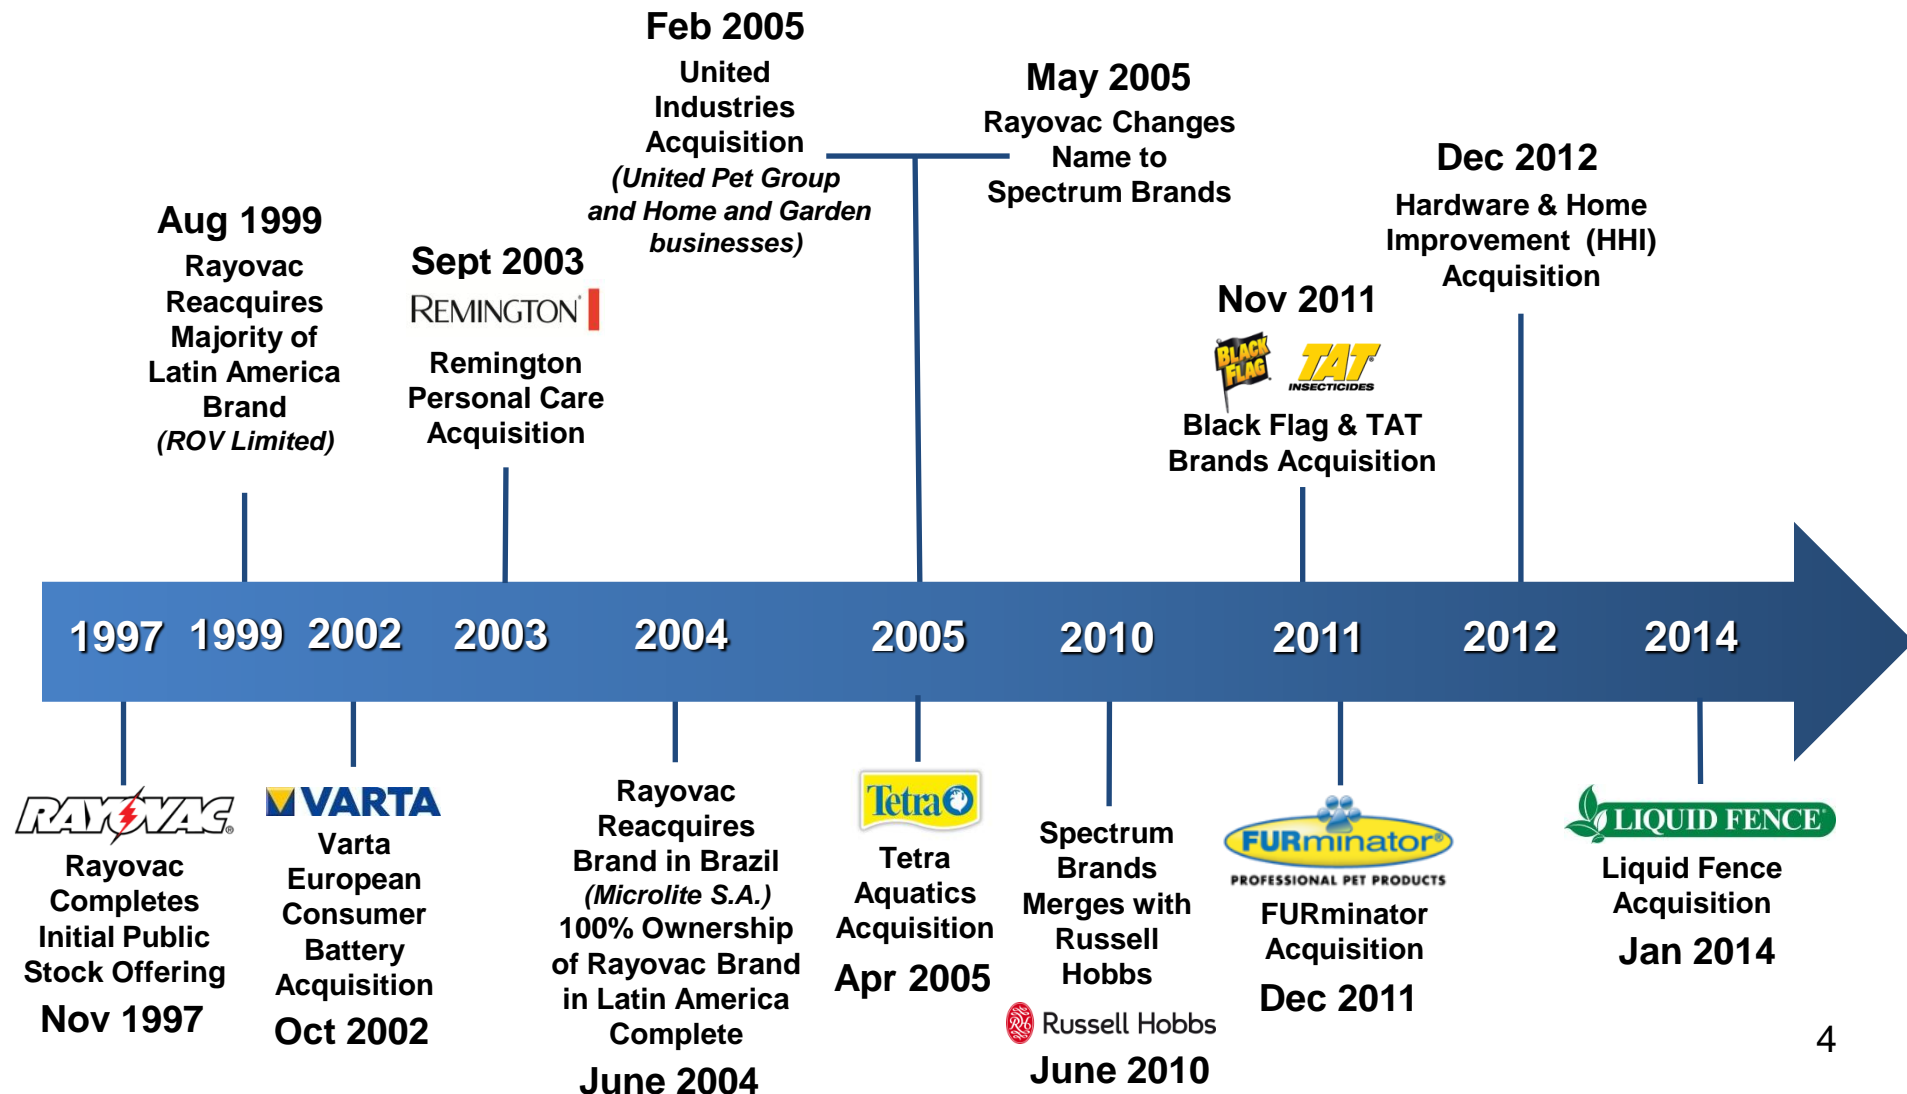 Feb 2005
United
Industries
Acquisition
(United Pet Group
and Home and Garden
businesses)
May 2005
Rayovac Changes
Name to
Spectrum Brands
Dec 2012
Hardware & Home
Improvement (HHI)
Acquisition
Aug 1999
Rayovac
Reacquires
Majority of
Latin America
Brand
(ROV Limited)
Sept 2003
REMINGTON
Remington
Personal Care
Acquisition
Nov 2011
BLACK
FLAG
TAT
INSECTICIDES
Black Flag & TAT
Brands Acquisition
1997 1999 2002 2003 2004 2005 2010 2011 2012 2014
RAYOVAC
Rayovac
Completes
Initial Public
Stock Offering
Nov 1997
VARTA
Varta
European
Consumer
Battery
Acquisition
Oct 2002
Rayovac
Reacquires
Brand in Brazil
(Microlite S.A.)
100% Ownership
of Rayovac Brand
in Latin America
Complete
June 2004
Tetra
Tetra
Aquatics
Acquisition
Apr 2005
Spectrum
Brands
Merges with
Russell
Hobbs
RH Russell Hobbs
June 2010
FURminator®
PROFESSIONAL PET PRODUCTS
FURminator
Acquisition
Dec 2011
LIQUID FENCE
Liquid Fence
Acquisition
Jan 2014
4